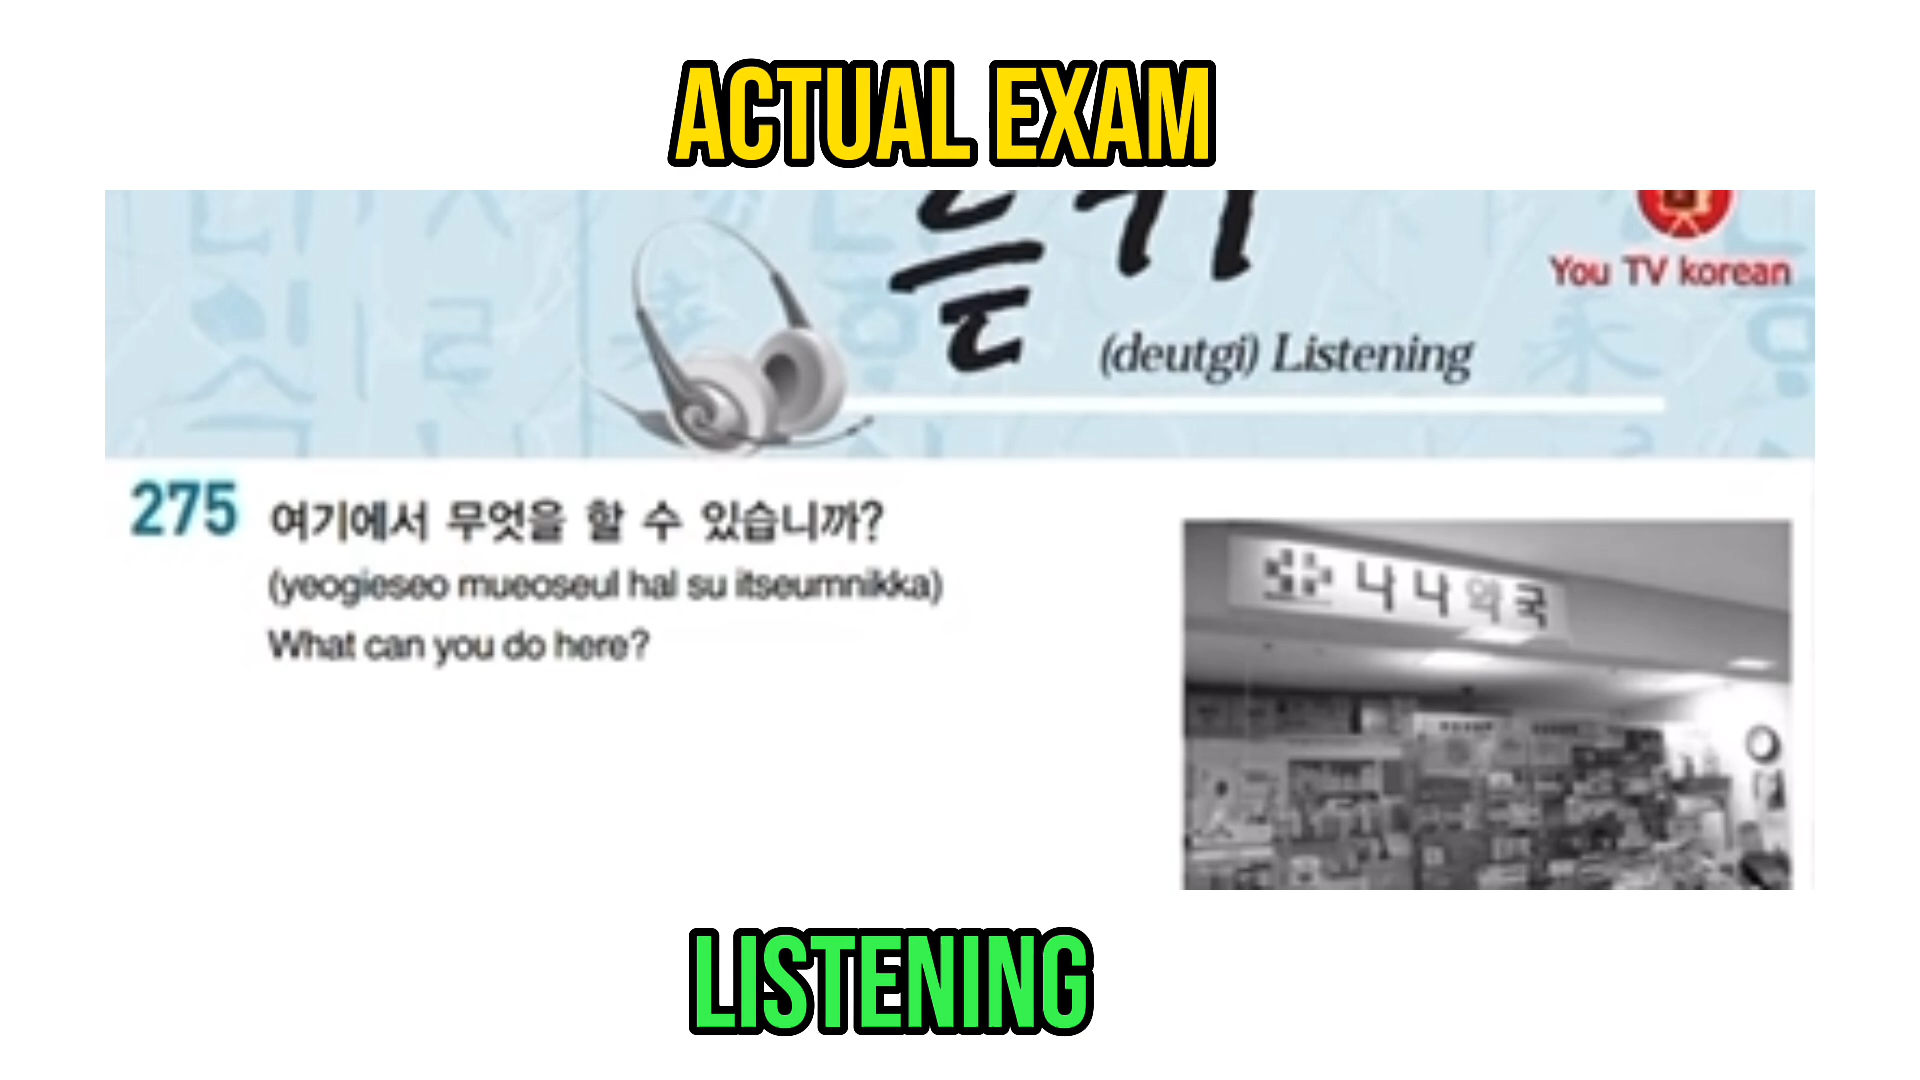 ACTUAL EXAM
듣기
You TV korean
(deutgi) Listening
275 여기에서 무엇을 할 수 있습니까?
(yeogieseo mueoseul hal su itseumnikka)
What can you do here?
나나약국
LISTENING